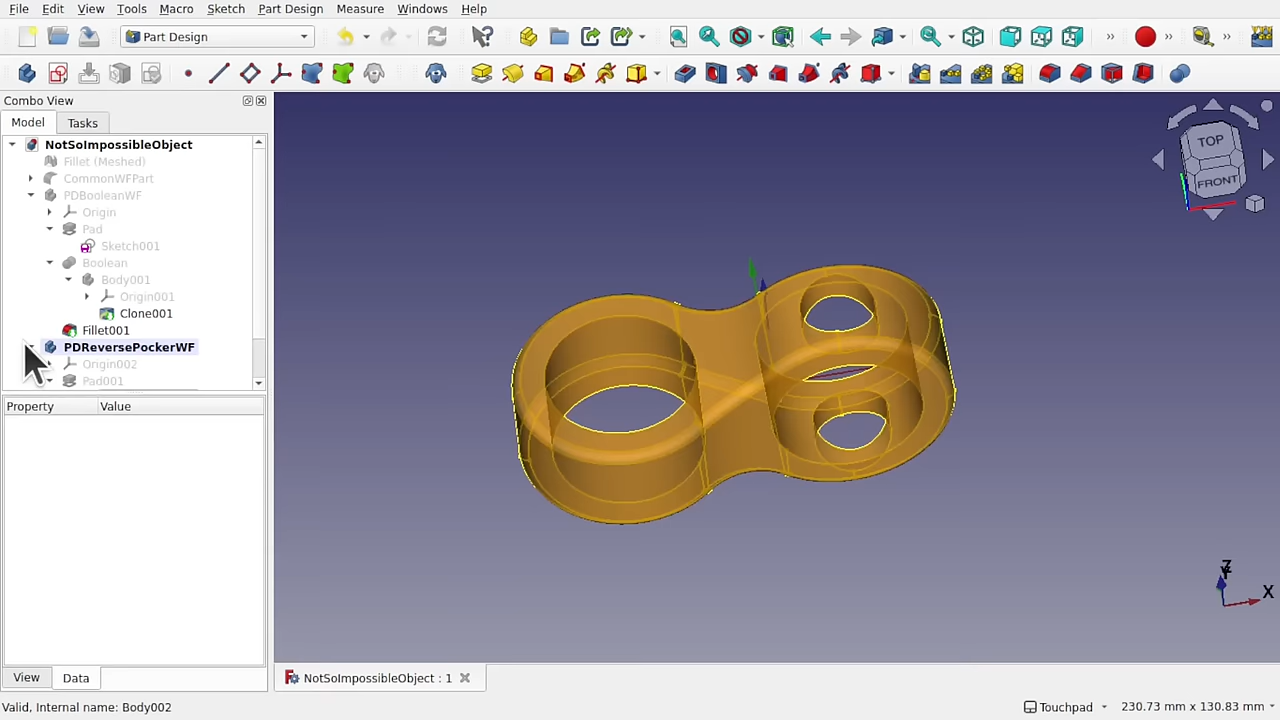 File Edit View Tools Macro Sketch Part Design Measure Windows Help
Part Design
Combo View
Model Tasks
NotSoImpossibleObject
Fillet (Meshed)
CommonWFPart
PDBooleanWF
Origin
Pad
Sketch001
Boolean
Body001
Origin001
Clone001
Fillet001
PDReversePockerWF
Origin002
Pad001
Property Value
View Data
TOP
FRONT
Z
X
NotSoImpossibleObject : 1
Valid, Internal name: Body002
Touchpad 230.73 mm x 130.83 mm